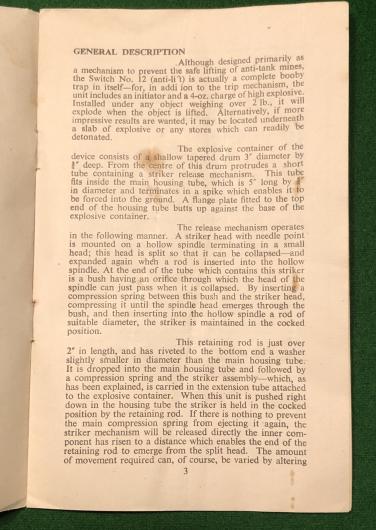 GENERAL DESCRIPTION
Although designed primarily as
a mechanism to prevent the safe lifting of anti-tank mines,
the Switch No. 12 (anti-li't) is actually a complete booby
trap in itself—for, in addi ion to the trip mechanism, the
unit includes an initiator and a 4-oz. charge of high explosive.
Installed under any object weighing over 2 lb., it will
explode when the object is lifted. Alternatively, if more
impressive results are wanted, it may be located underneath
a slab of explosive or any stores which can readily be
detonated.
The explosive container of the
device consists of a shallow tapered drum 3″ diameter by
deep. From the centre of this drum protrudes a short
tube containing a striker release mechanism. This tube
fits inside the main housing tube, which is 5″ long by
in diameter and terminates in a spike which enables it to
be forced into the ground. A flange plate fitted to the top
end of the housing tube butts up against the base of the
explosive container.
The release mechanism operates
in the following manner. A striker head with needle point
is mounted on a hollow spindle terminating in a small
head; this head is split so that it can be collapsed—and
expanded again when a rod is inserted into the hollow
spindle. At the end of the tube which contains this striker
is a bush having an orifice through which the head of the
spindle can just pass when it is collapsed. By inserting a
compression spring between this bush and the striker head,
compressing it until the spindle head emerges through the
bush, and then inserting into the hollow spindle a rod of
suitable diameter, the striker is maintained in the cocked
position.
This retaining rod is just over
2″ in length, and has riveted to the bottom end a washer
slightly smaller in diameter than the main housing tube.
It is dropped into the main housing tube and followed by
a compression spring and the striker assembly—which, as
has been explained, is carried in the extension tube attached
to the explosive container. When this unit is pushed right
down in the housing tube the striker is held in the cocked
position by the retaining rod. If there is nothing to prevent
the main compression spring from ejecting it again, the
striker mechanism will be released directly the inner com-
ponent has risen to a distance which enables the end of the
retaining rod to emerge from the split head. The amount
of movement required can, of course, be varied by altering
3